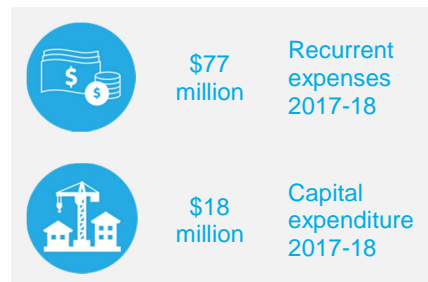 $77
million
Recurrent
expenses
2017-18
$
$
$18
million
Capital
expenditure
2017-18